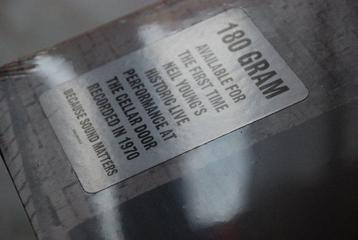 180 GRAM
AVAILABLE FOR
THE FIRST TIME
NEIL YOUNG'S
HISTORIC LIVE
PERFORMANCE AT
THE CELLAR DOOR
RECORDED IN 1970
BECAUSE SOUND MATTERS